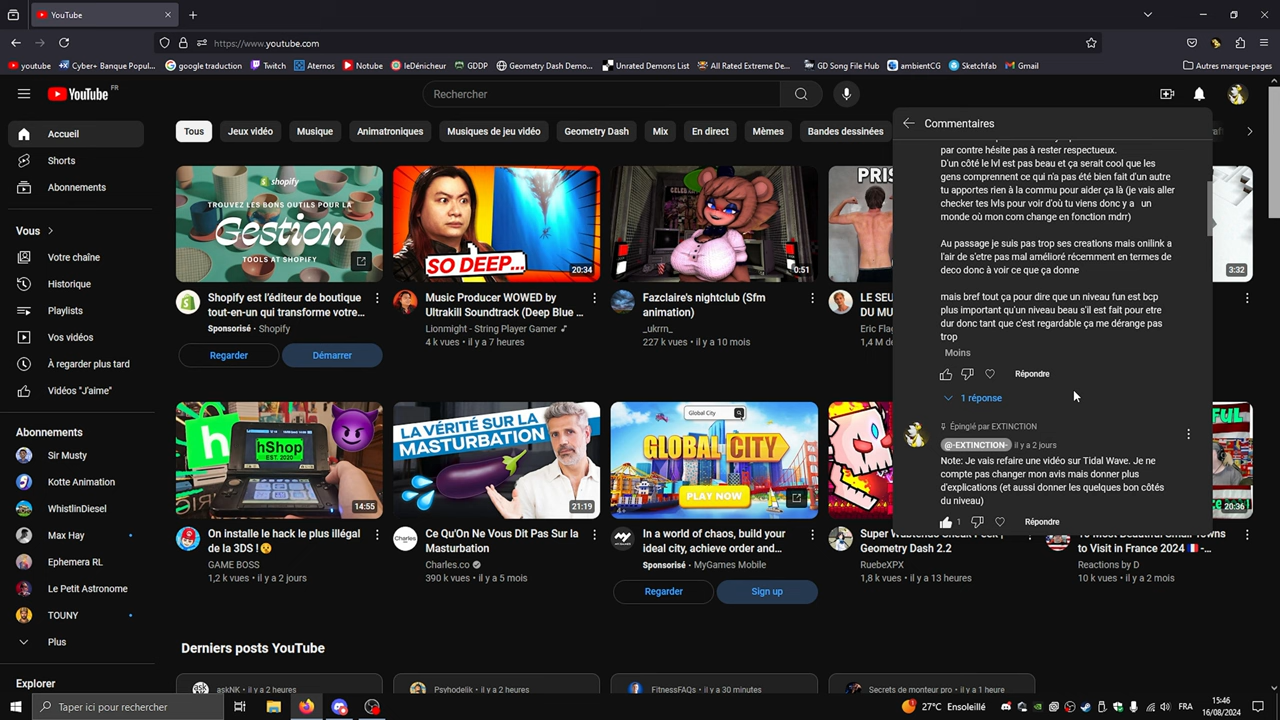 YouTube
https://www.youtube.com
youtube
Cyber+ Banque Popul...
google traduction
Twitch
Aternos
Notube
leDénicheur
GDDP
Geometry Dash Demo...
Unrated Demons List
All Rated Extreme De...
GD Song File Hub
ambientCG
Sketchfab
Gmail
Autres marque-pages
YouTube FR
Rechercher
Accueil
Shorts
Abonnements
Vous
Votre chaîne
Historique
Playlists
Vos vidéos
À regarder plus tard
Vidéos "J'aime"
Abonnements
Sir Musty
Kotte Animation
WhistlinDiesel
Max Hay
Ephemera RL
Le Petit Astronome
TOUNY
Plus
Explorer
Tous
Jeux vidéo
Musique
Animatroniques
Musiques de jeu vidéo
Geometry Dash
Mix
En direct
Mèmes
Bandes dessinées
shopify
TROUVEZ LES BONS OUTILS POUR LA
Gestion
TOOLS AT SHOPIFY
Shopify est l'éditeur de boutique
tout-en-un qui transforme votre...
Sponsorisé · Shopify
Regarder
Démarrer
SO DEEP...
20:34
Music Producer WOWED by
Ultrakill Soundtrack (Deep Blue ...
Lionmight - String Player Gamer
4 k vues · il y a 7 heures
0:51
Fazclaire's nightclub (Sfm
animation)
_ukrn_
227 k vues · il y a 10 mois
PRIS
LE SEU
DU MU
Eric Flag
1,4 M d
3:32
Commentaires
par contre hésite pas à rester respectueux.
D'un côté le lvl est pas beau et ça serait cool que les
gens comprennent ce qui n'a pas été bien fait d'un autre
tu apportes rien à la commu pour aider ça là (je vais aller
checker tes lvls pour voir d'où tu viens donc y a un
monde où mon com change en fonction mdrr)
Au passage je suis pas trop ses creations mais onilink a
l'air de s'etre pas mal amélioré récemment en termes de
deco donc à voir ce que ça donne
mais bref tout ça pour dire que un niveau fun est bcp
plus important qu'un niveau beau s'il est fait pour etre
dur donc tant que c'est regardable ça me dérange pas
trop
Moins
Répondre
1 réponse
Épinglé par EXTINCTION
@-EXTINCTION- il y a 2 jours
Note: Je vais refaire une vidéo sur Tidal Wave. Je ne
compte pas changer mon avis mais donner plus
d'explications (et aussi donner les quelques bon côtés
du niveau)
1
Répondre
hShop
EST. 2020
14:55
On installe le hack le plus illégal
de la 3DS !
GAME BOSS
1,2 k vues · il y a 2 jours
LA VÉRITÉ SUR LA
MASTURBATION
21:19
Ce Qu'On Ne Vous Dit Pas Sur la
Masturbation
Charles.co
390 k vues · il y a 5 mois
Global City
GLOBAL CITY
PLAY NOW
In a world of chaos, build your
ideal city, achieve order and...
Sponsorisé · MyGames Mobile
Regarder
Sign up
Geometry Dash 2.2
RuebeXPX
1,8 k vues · il y a 13 heures
20:36
to Visit in France 2024
Reactions by D
10 k vues · il y a 2 mois
Derniers posts YouTube
askNK · il y a 2 heures
Psyhodelik · il y a 2 heures
FitnessFAQs · il y a 30 minutes
Secrets de monteur pro · il y a 1 heure
Taper ici pour rechercher
27°C Ensoleillé
FRA
15:46
16/08/2024